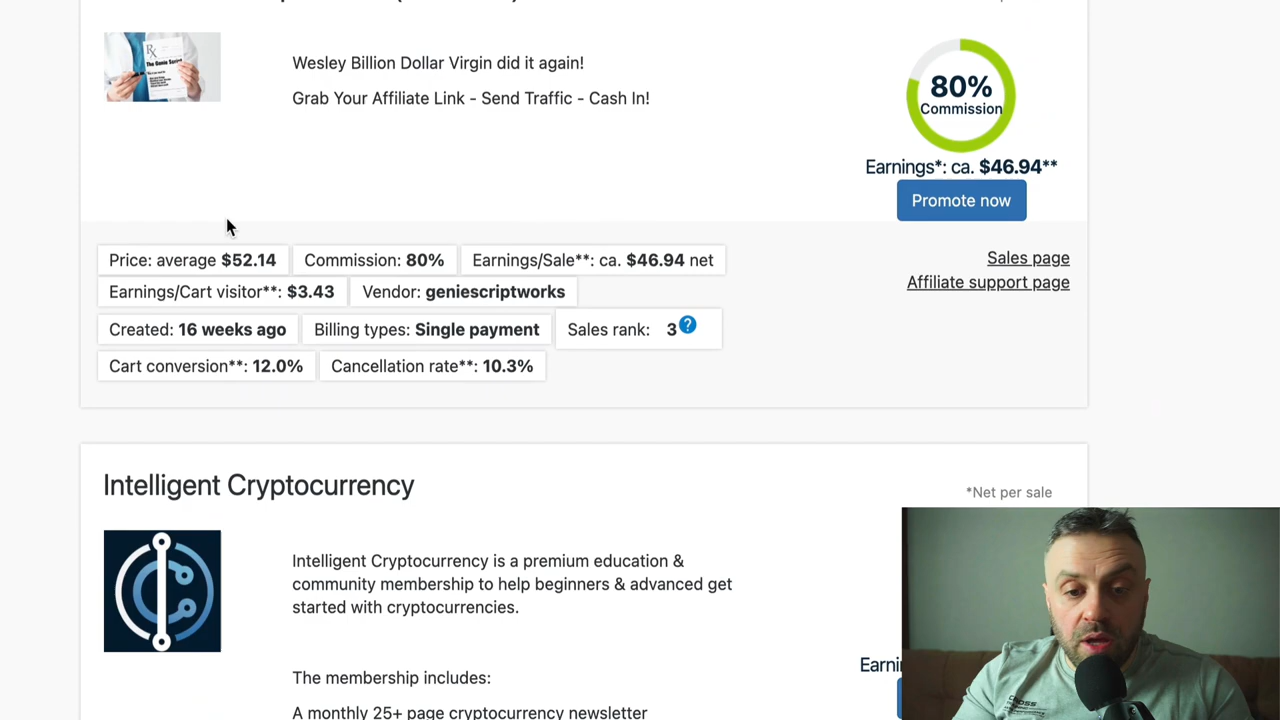 Wesley Billion Dollar Virgin did it again!
Grab Your Affiliate Link - Send Traffic - Cash In!
80%
Commission
Earnings*: ca. $46.94**
Promote now
Price: average $52.14
Commission: 80%
Earnings/Sale**: ca. $46.94 net
Sales page
Earnings/Cart visitor**: $3.43
Vendor: geniescriptworks
Affiliate support page
Created: 16 weeks ago
Billing types: Single payment
Sales rank: 3 ?
Cart conversion**: 12.0%
Cancellation rate**: 10.3%
Intelligent Cryptocurrency
*Net per sale
Intelligent Cryptocurrency is a premium education &
community membership to help beginners & advanced get
started with cryptocurrencies.
Earni
The membership includes:
A monthly 25+ page cryptocurrency newsletter